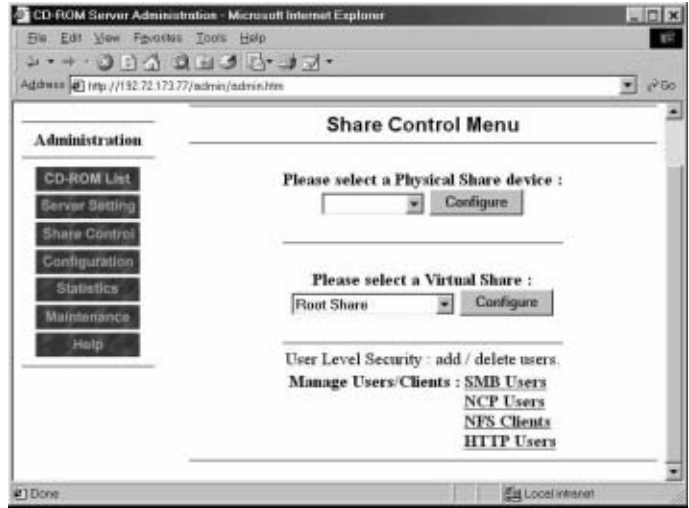 CD-ROM Server Administration - Microsoft Internet Explorer
File Edit View Favorites Tools Help
Address http://192.72.173.77/admin/admin.htm Go
Administration
CD-ROM List
Server Setting
Share Control
Configuration
Statistics
Maintenance
Help
Share Control Menu
Please select a Physical Share device :
Configure
Please select a Virtual Share :
Root Share Configure
User Level Security : add / delete users.
Manage Users/Clients : SMB Users
NCP Users
NFS Clients
HTTP Users
Done Local intranet